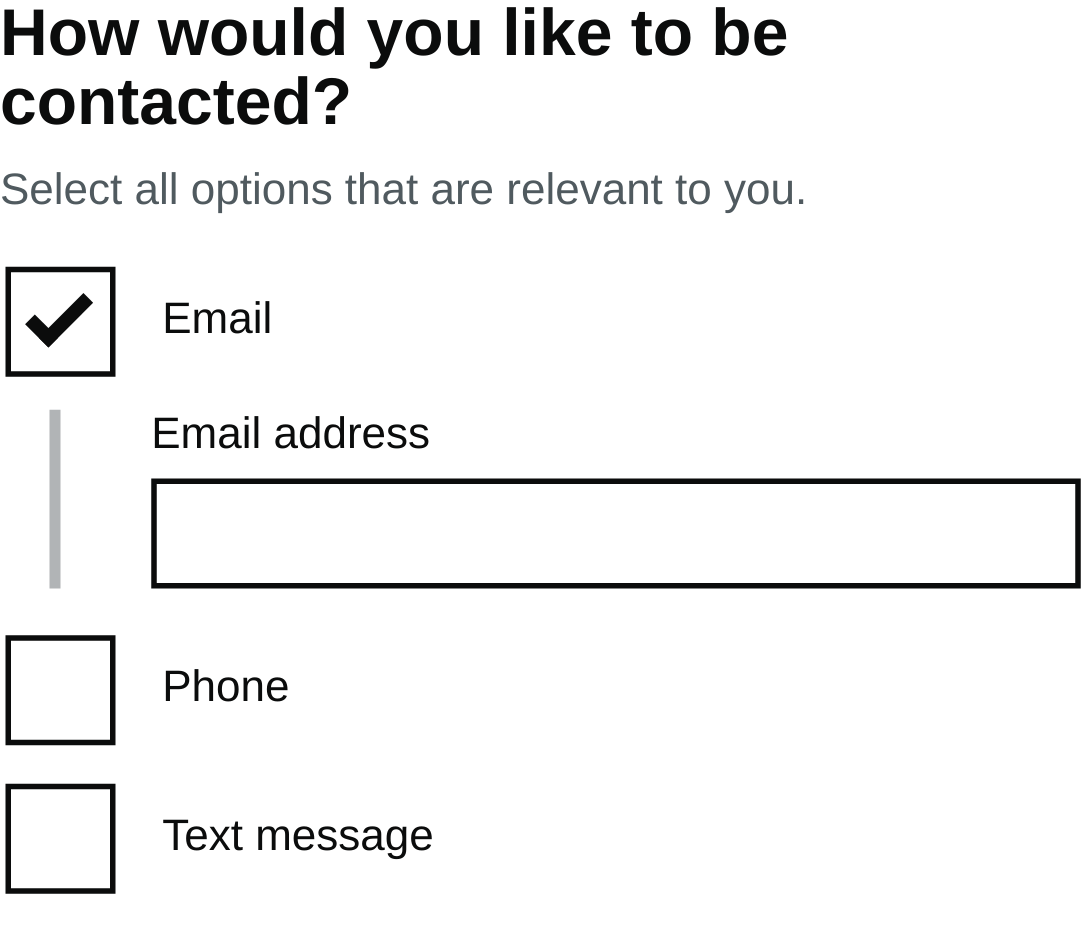 How would you like to be
contacted?
Select all options that are relevant to you.
Email
Email address
Phone
Text message